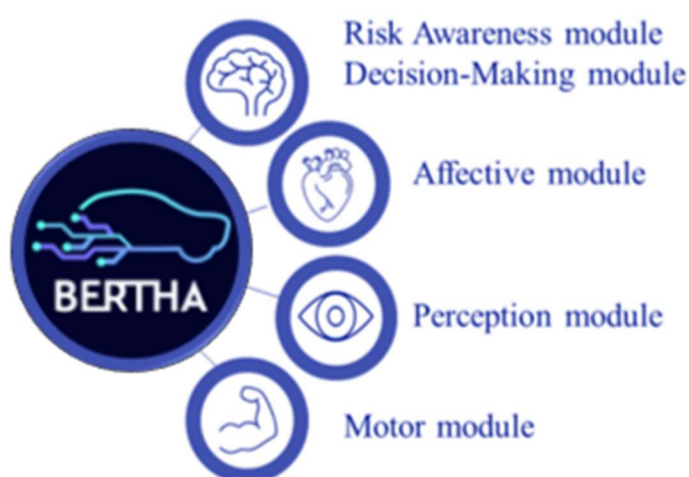 Risk Awareness module
Decision-Making module
Affective module
BERTHA
Perception module
Motor module